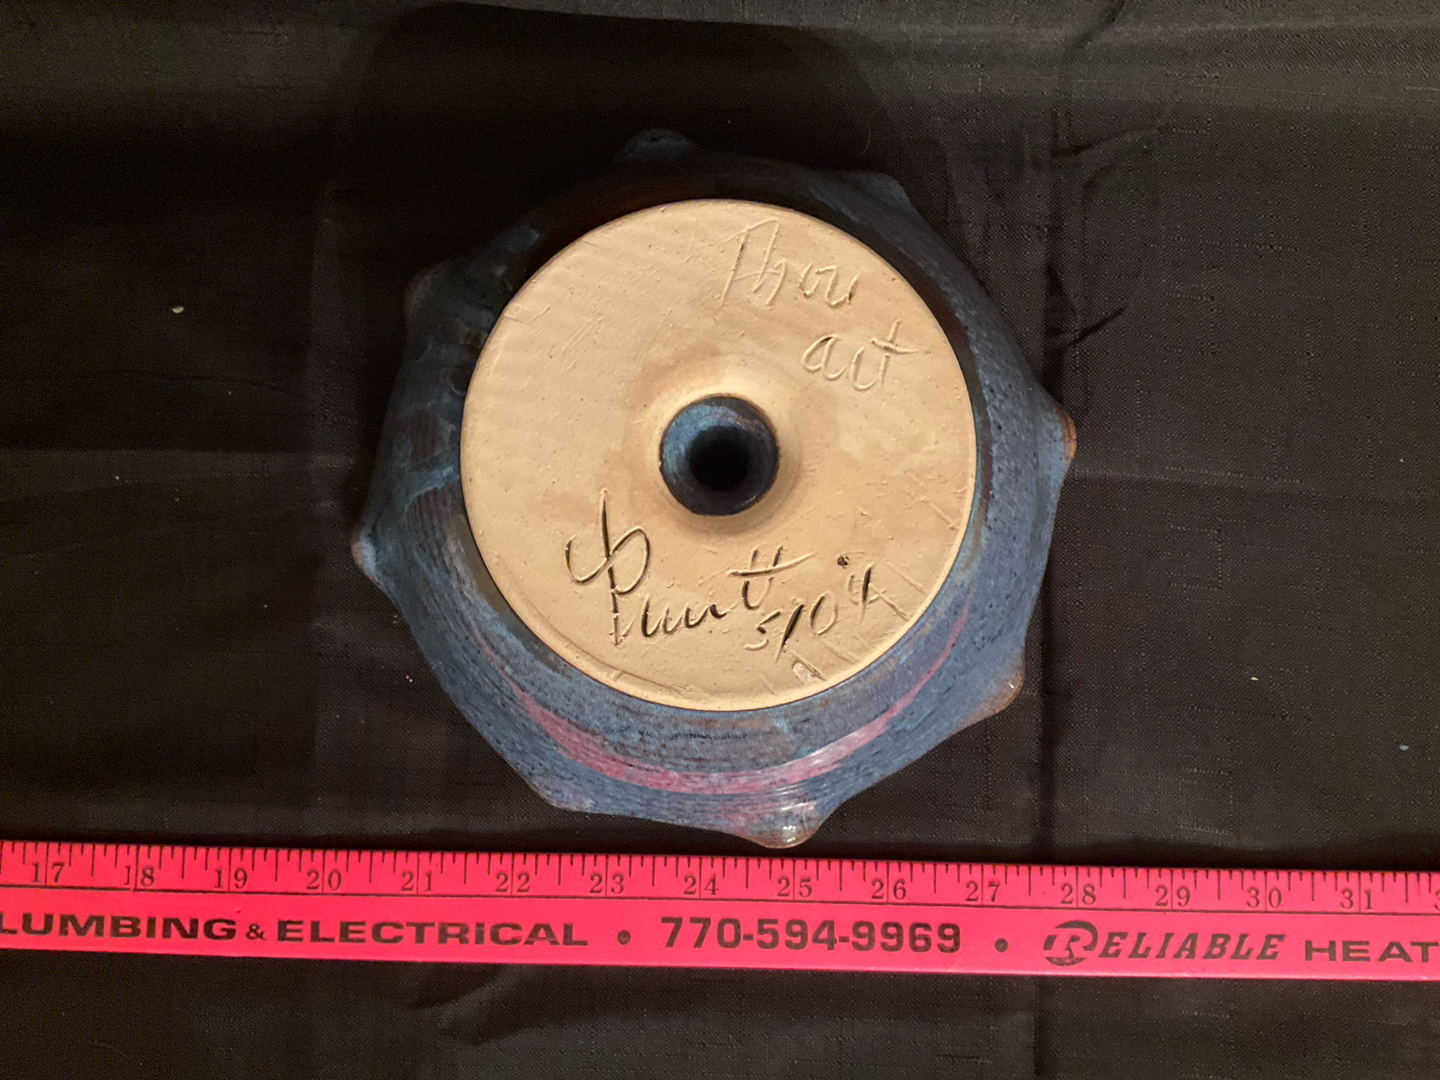 Thou
art
5/04
17 18 19 20 21 22 23 24 25 26 27 28 29 30 31
LUMBING & ELECTRICAL • 770-594-9969 • RELIABLE HEAT